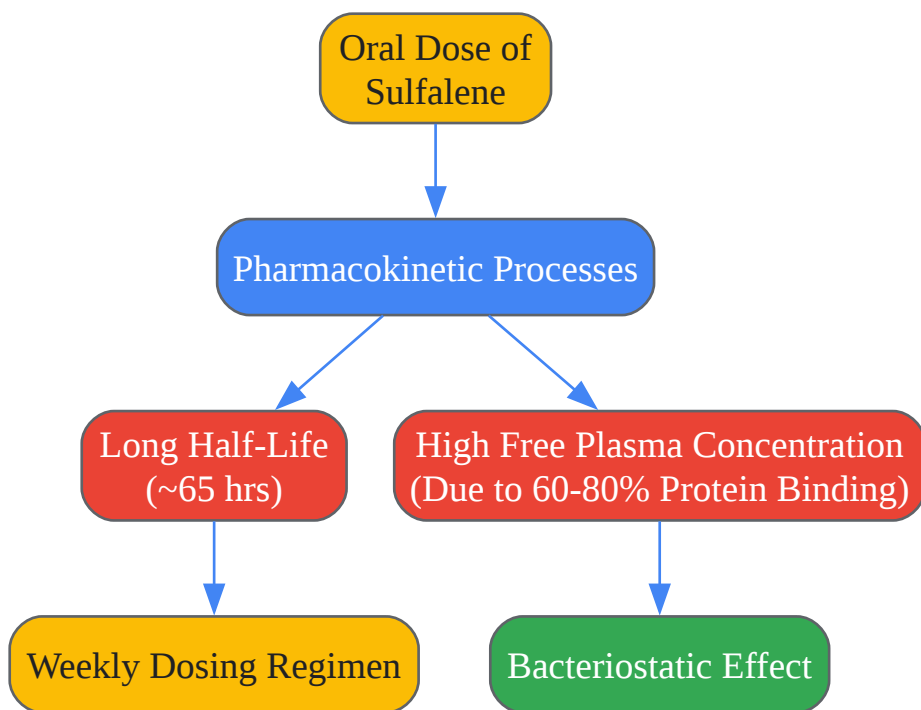 Oral Dose of
Sulfalene
Pharmacokinetic Processes
Long Half-Life
(~65 hrs)
High Free Plasma Concentration
(Due to 60-80% Protein Binding)
Weekly Dosing Regimen
Bacteriostatic Effect